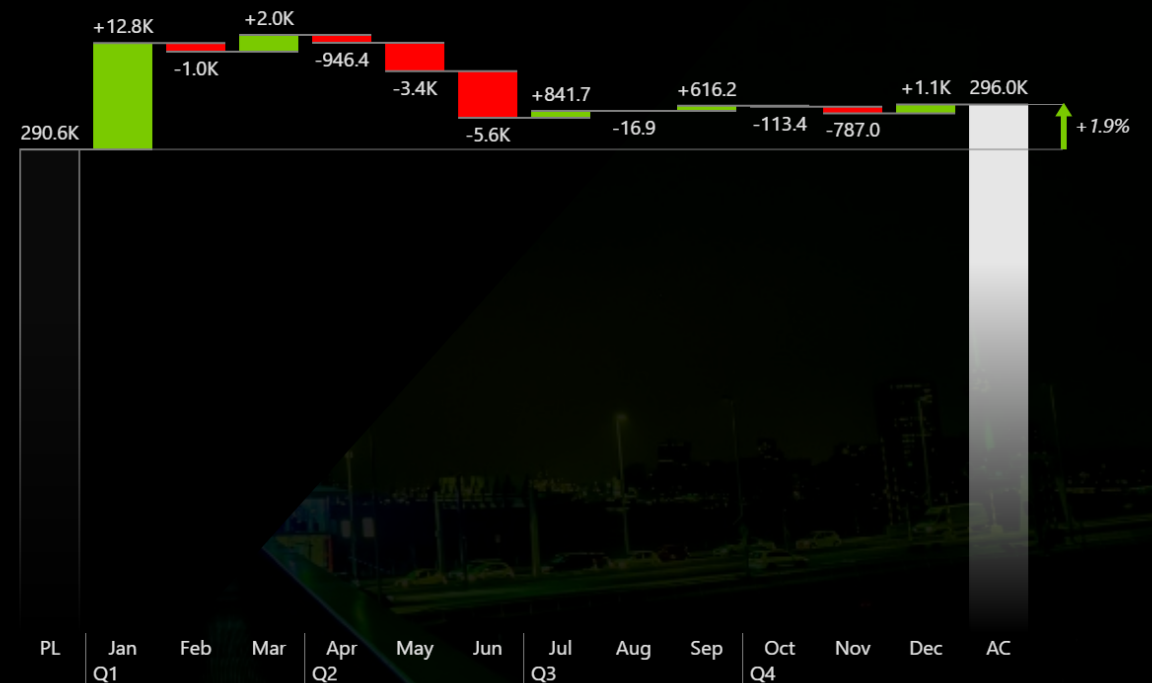 +12.8K
+2.0K
-1.0K
-946.4
-3.4K
-5.6K
+841.7
-16.9
+616.2
-113.4
-787.0
+1.1K
296.0K
+1.9%
290.6K
PL Jan Feb Mar Apr May Jun Jul Aug Sep Oct Nov Dec AC
Q1 Q2 Q3 Q4